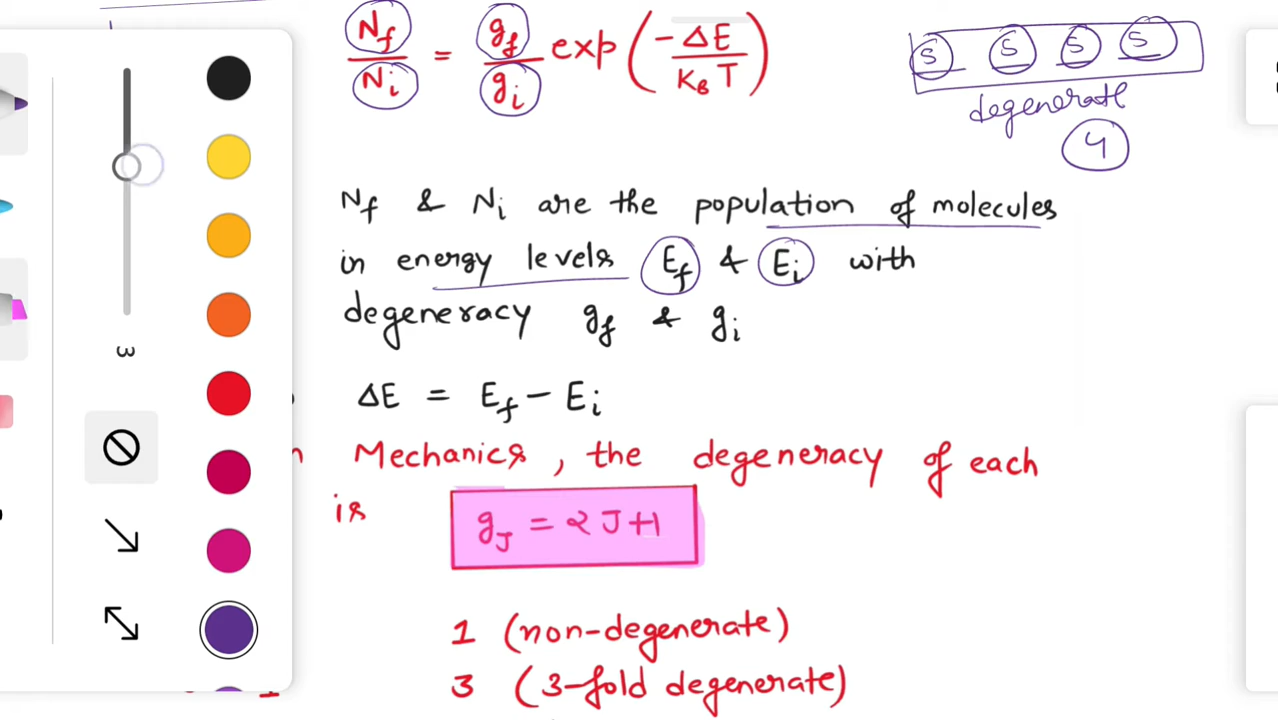 Nf/Ni = gf/gi exp(-ΔE/KB T)
S S S S
degenerate
4
Nf & Ni are the population of molecules
in energy levels Ef & Ei with
degeneracy gf & gi
ΔE = Ef - Ei
Mechanics, the degeneracy of each
is gJ = 2J+1
1 (non-degenerate)
3 (3-fold degenerate)